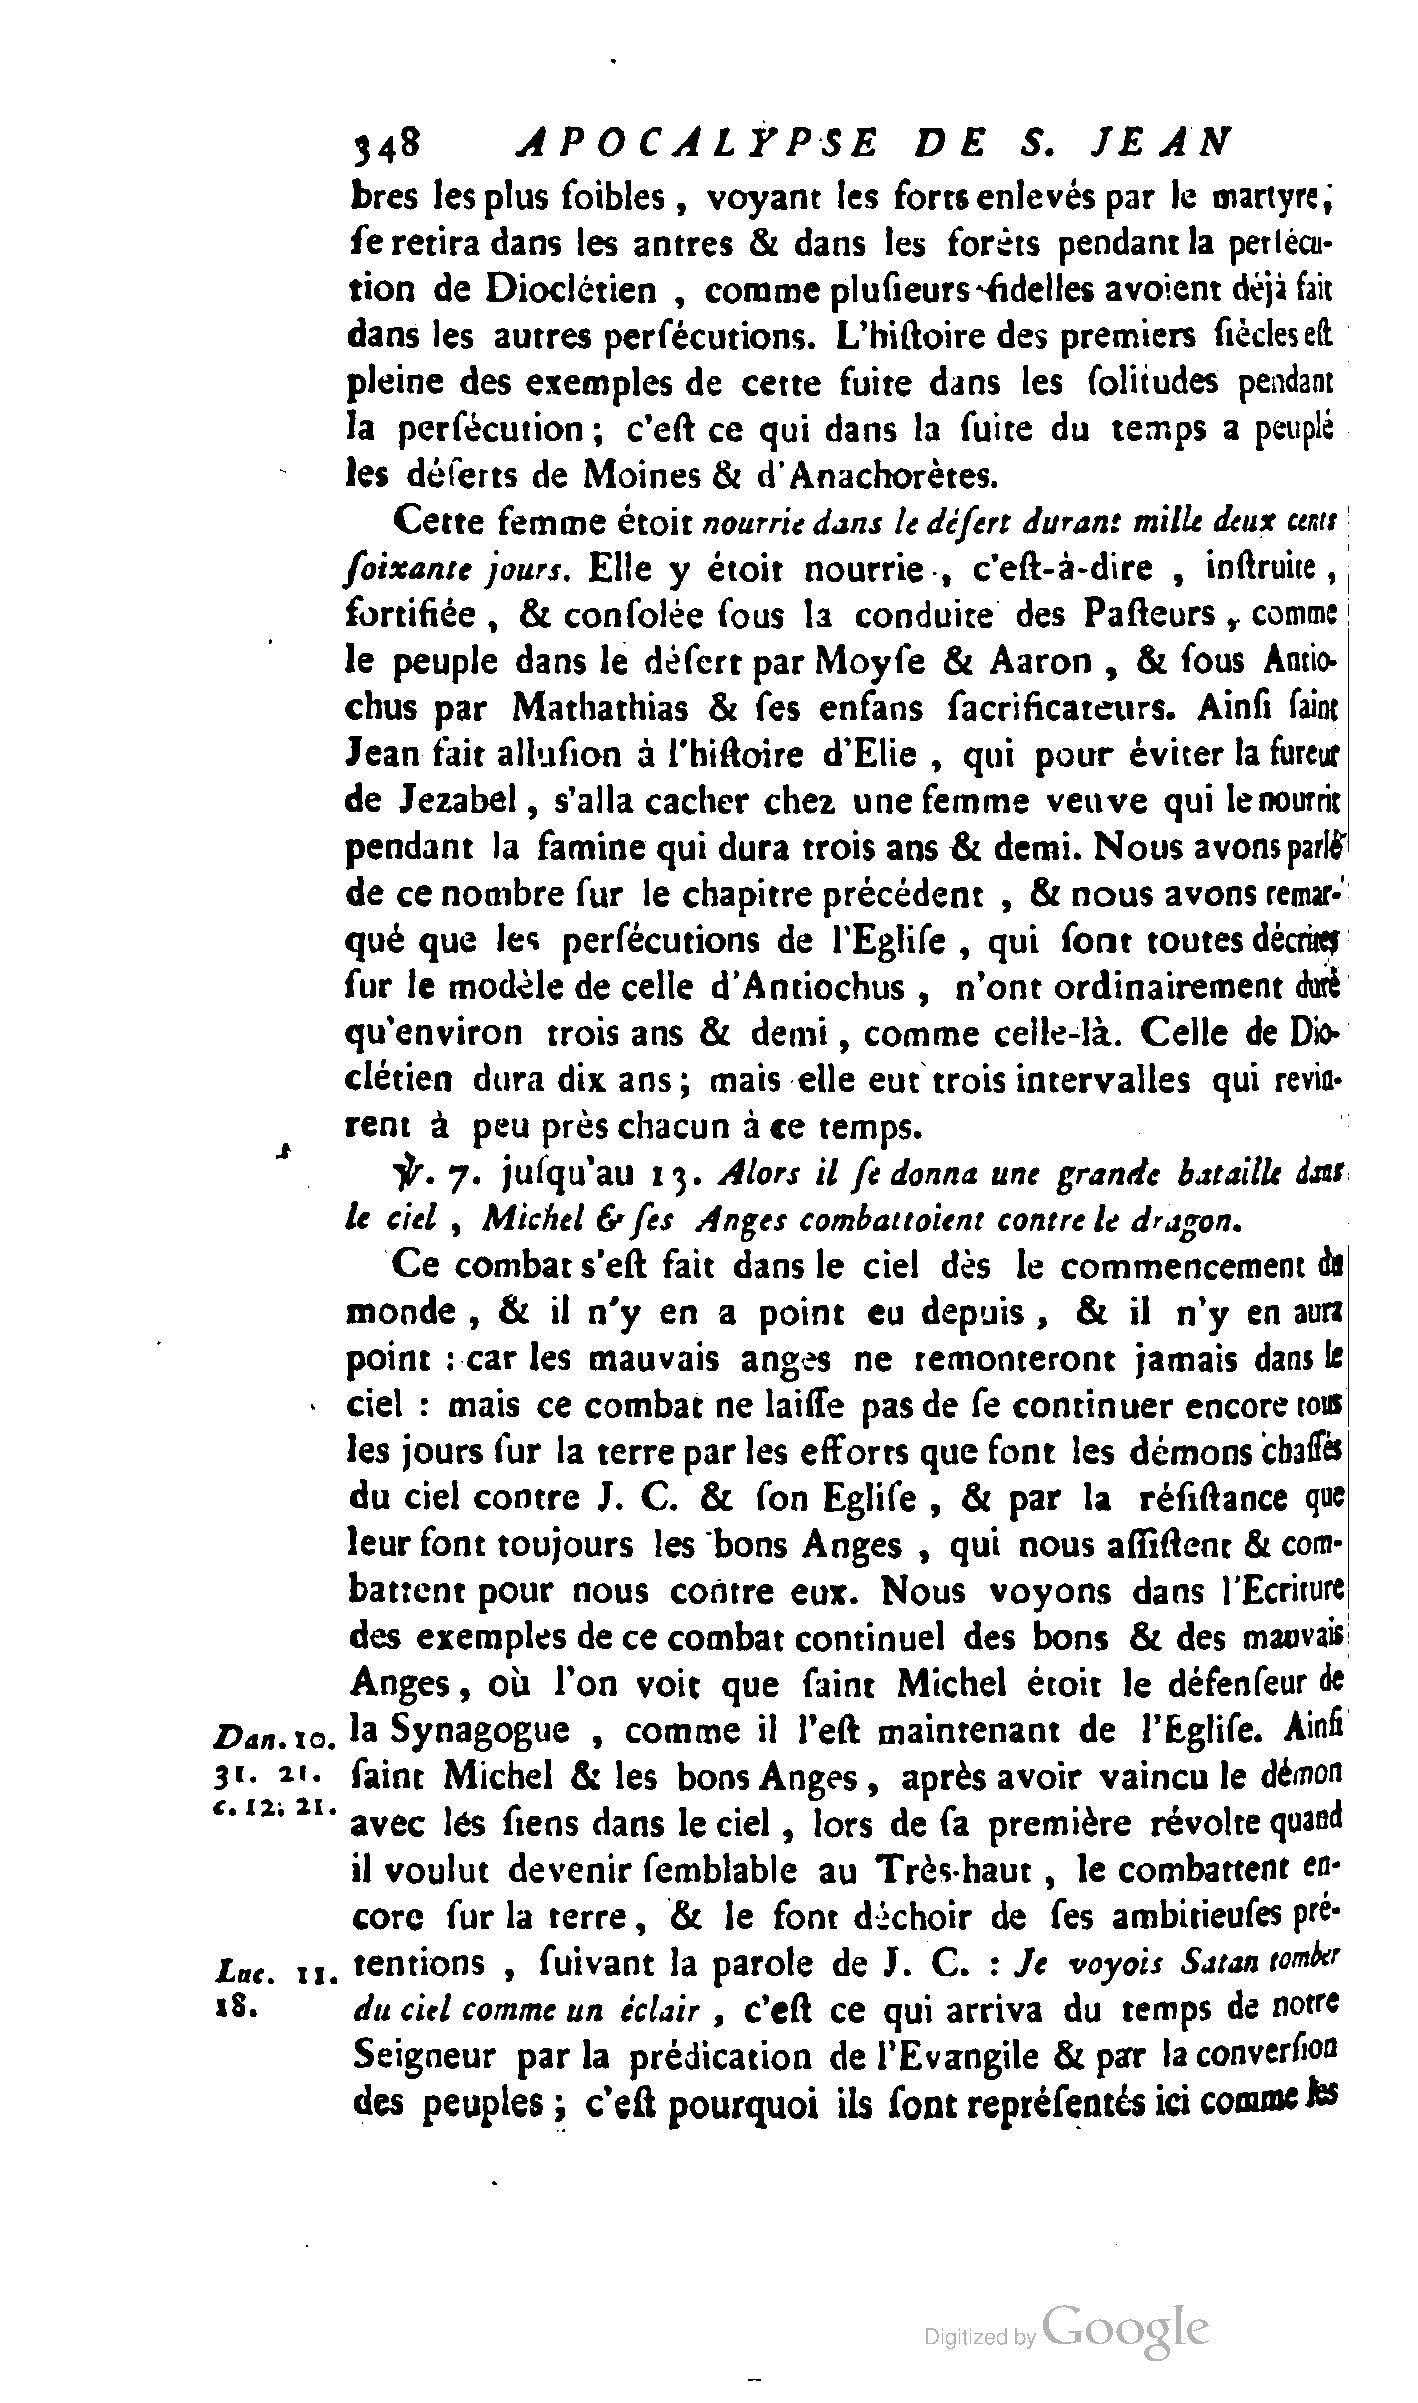 348 APOCALYPSE DE S. JEAN
bres les plus foibles , voyant les forts enlevés par le martyre,
ſe retira dans les antres & dans les forêts pendant la perſécu-
tion de Dioclétien , comme pluſieurs fidelles avoient déjà fait
dans les autres perſécutions. L'hiſtoire des premiers ſiècles eſt
pleine des exemples de cette fuite dans les ſolitudes pendant
la perſécution ; c'eſt ce qui dans la ſuite du temps a peuplé
les déſerts de Moines & d'Anachorètes.
Cette femme étoit nourrie dans le déſert durant mille deux cents
ſoixante jours. Elle y étoit nourrie , c'eſt-à-dire , inſtruite ,
fortifiée , & conſolée ſous la conduite des Paſteurs , comme
le peuple dans le déſert par Moyſe & Aaron , & ſous Antio-
chus par Mathathias & ſes enfans ſacrificateurs. Ainſi ſaint
Jean fait alluſion à l'hiſtoire d'Elie , qui pour éviter la fureur
de Jezabel , s'alla cacher chez une femme veuve qui le nourrit
pendant la famine qui dura trois ans & demi. Nous avons parlé
de ce nombre ſur le chapitre précédent , & nous avons remar-
qué que les perſécutions de l'Egliſe , qui ſont toutes décrites
ſur le modèle de celle d'Antiochus , n'ont ordinairement duré
qu'environ trois ans & demi , comme celle-là. Celle de Dio-
clétien dura dix ans ; mais elle eut trois intervalles qui revin-
rent à peu près chacun à ce temps.
℣. 7. juſqu'au 13. Alors il ſe donna une grande bataille dans
le ciel , Michel & ſes Anges combattoient contre le dragon.
Ce combat s'eſt fait dans le ciel dès le commencement du
monde , & il n'y en a point eu depuis , & il n'y en aura
point : car les mauvais anges ne remonteront jamais dans le
ciel : mais ce combat ne laiſſe pas de ſe continuer encore tous
les jours ſur la terre par les efforts que font les démons chaſſés
du ciel contre J. C. & ſon Egliſe , & par la réſiſtance que
leur font toujours les bons Anges , qui nous aſſiſtent & com-
battent pour nous contre eux. Nous voyons dans l'Ecriture
des exemples de ce combat continuel des bons & des mauvais
Anges , où l'on voit que ſaint Michel étoit le défenſeur de
Dan. 10. la Synagogue , comme il l'eſt maintenant de l'Egliſe. Ainſi
31. 21. ſaint Michel & les bons Anges , après avoir vaincu le démon
c. 12. 21. avec les ſiens dans le ciel , lors de ſa première révolte quand
il voulut devenir ſemblable au Très-haut , le combattent en-
core ſur la terre , & le font déchoir de ſes ambitieuſes pré-
Luc. 11. tentions , ſuivant la parole de J. C. : Je voyois Satan tomber
18. du ciel comme un éclair , c'eſt ce qui arriva du temps de notre
Seigneur par la prédication de l'Evangile & par la converſion
des peuples ; c'eſt pourquoi ils ſont repréſentés ici comme les
Digitized by Google